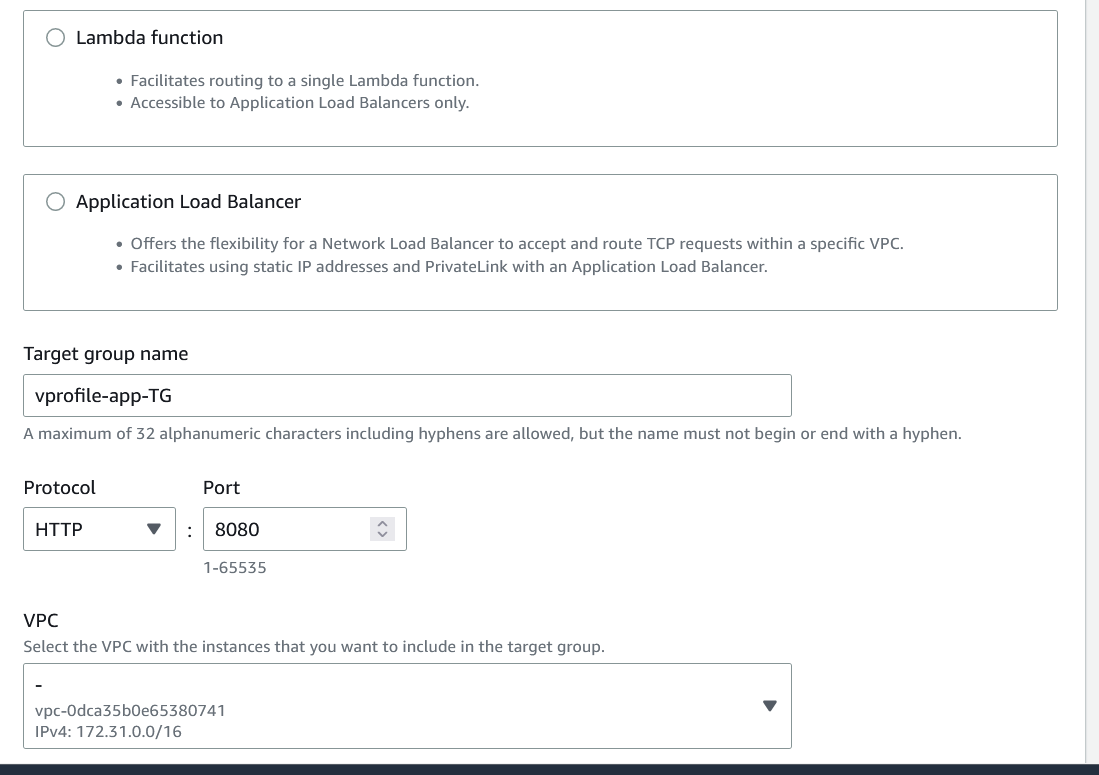 Lambda function
• Facilitates routing to a single Lambda function.
• Accessible to Application Load Balancers only.
Application Load Balancer
• Offers the flexibility for a Network Load Balancer to accept and route TCP requests within a specific VPC.
• Facilitates using static IP addresses and PrivateLink with an Application Load Balancer.
Target group name
vprofile-app-TG
A maximum of 32 alphanumeric characters including hyphens are allowed, but the name must not begin or end with a hyphen.
Protocol Port
HTTP : 8080
1-65535
VPC
Select the VPC with the instances that you want to include in the target group.
-
vpc-0dca35b0e65380741
IPv4: 172.31.0.0/16